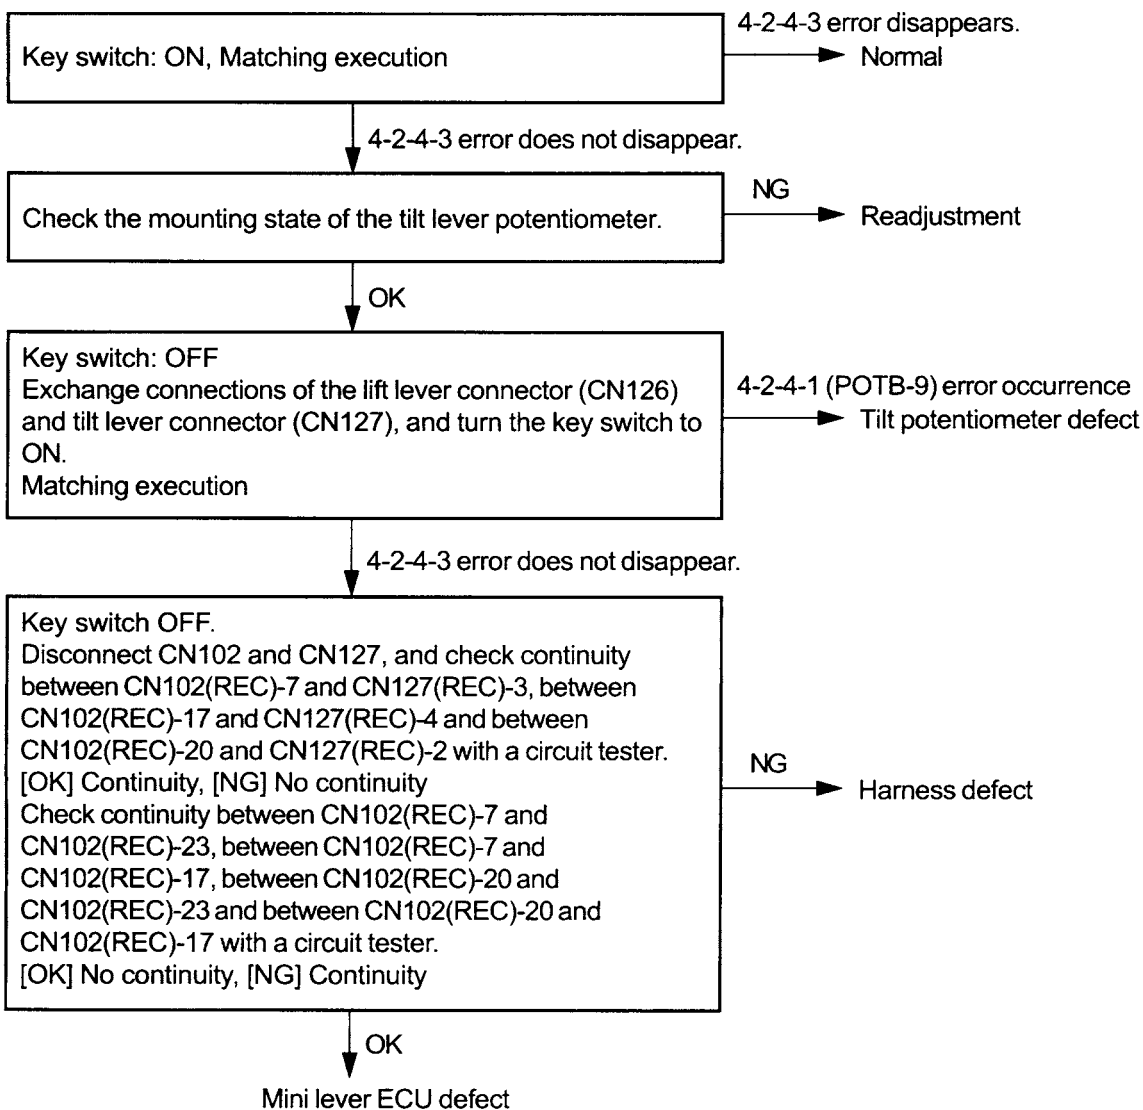 4-2-4-3 error disappears.
Key switch: ON, Matching execution
Normal
4-2-4-3 error does not disappear.
NG
Check the mounting state of the tilt lever potentiometer.
Readjustment
OK
Key switch: OFF
Exchange connections of the lift lever connector (CN126)
and tilt lever connector (CN127), and turn the key switch to
ON.
Matching execution
4-2-4-1 (POTB-9) error occurrence
Tilt potentiometer defect
4-2-4-3 error does not disappear.
Key switch OFF.
Disconnect CN102 and CN127, and check continuity
between CN102(REC)-7 and CN127(REC)-3, between
CN102(REC)-17 and CN127(REC)-4 and between
CN102(REC)-20 and CN127(REC)-2 with a circuit tester.
[OK] Continuity, [NG] No continuity
Check continuity between CN102(REC)-7 and
CN102(REC)-23, between CN102(REC)-7 and
CN102(REC)-17, between CN102(REC)-20 and
CN102(REC)-23 and between CN102(REC)-20 and
CN102(REC)-17 with a circuit tester.
[OK] No continuity, [NG] Continuity
NG
Harness defect
OK
Mini lever ECU defect